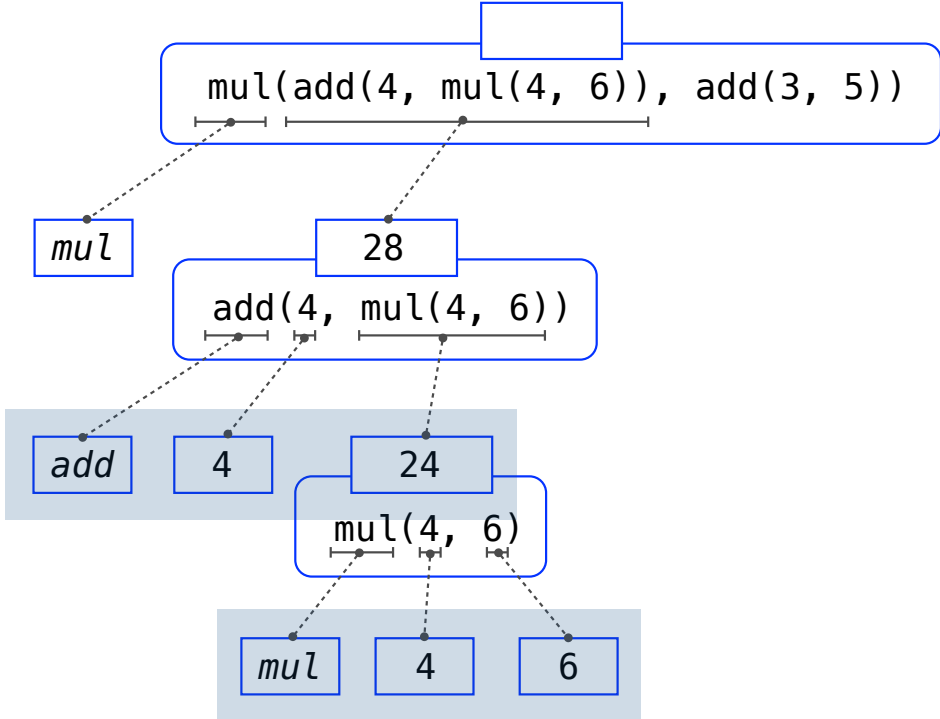 mul(add(4, mul(4, 6)), add(3, 5))
mul
28
add(4, mul(4, 6))
add
4
24
mul(4, 6)
mul
4
6